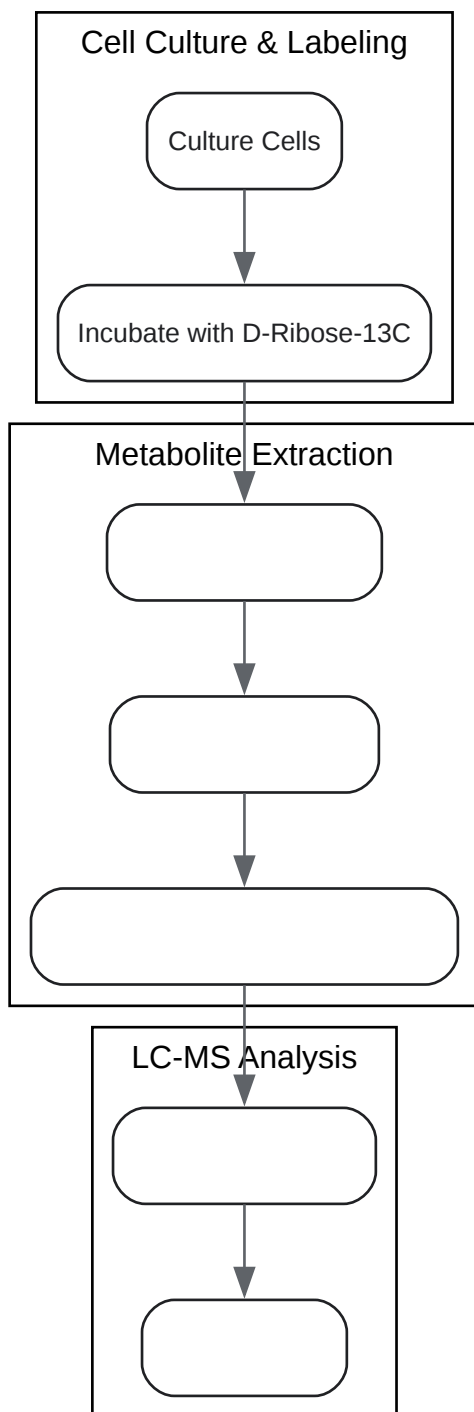 Cell Culture & Labeling
Culture Cells
Incubate with D-Ribose-13C
Metabolite Extraction
LC-MS Analysis